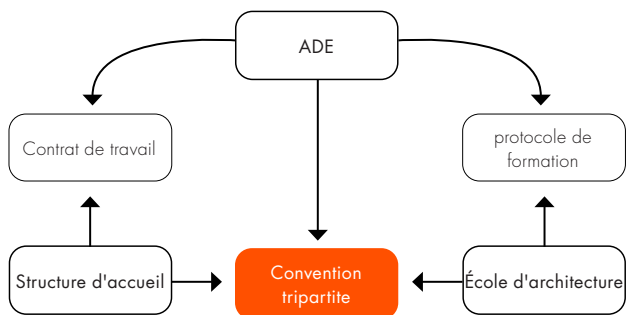 ADE
Contrat de travail
protocole de
formation
Structure d'accueil
Convention
tripartite
École d'architecture